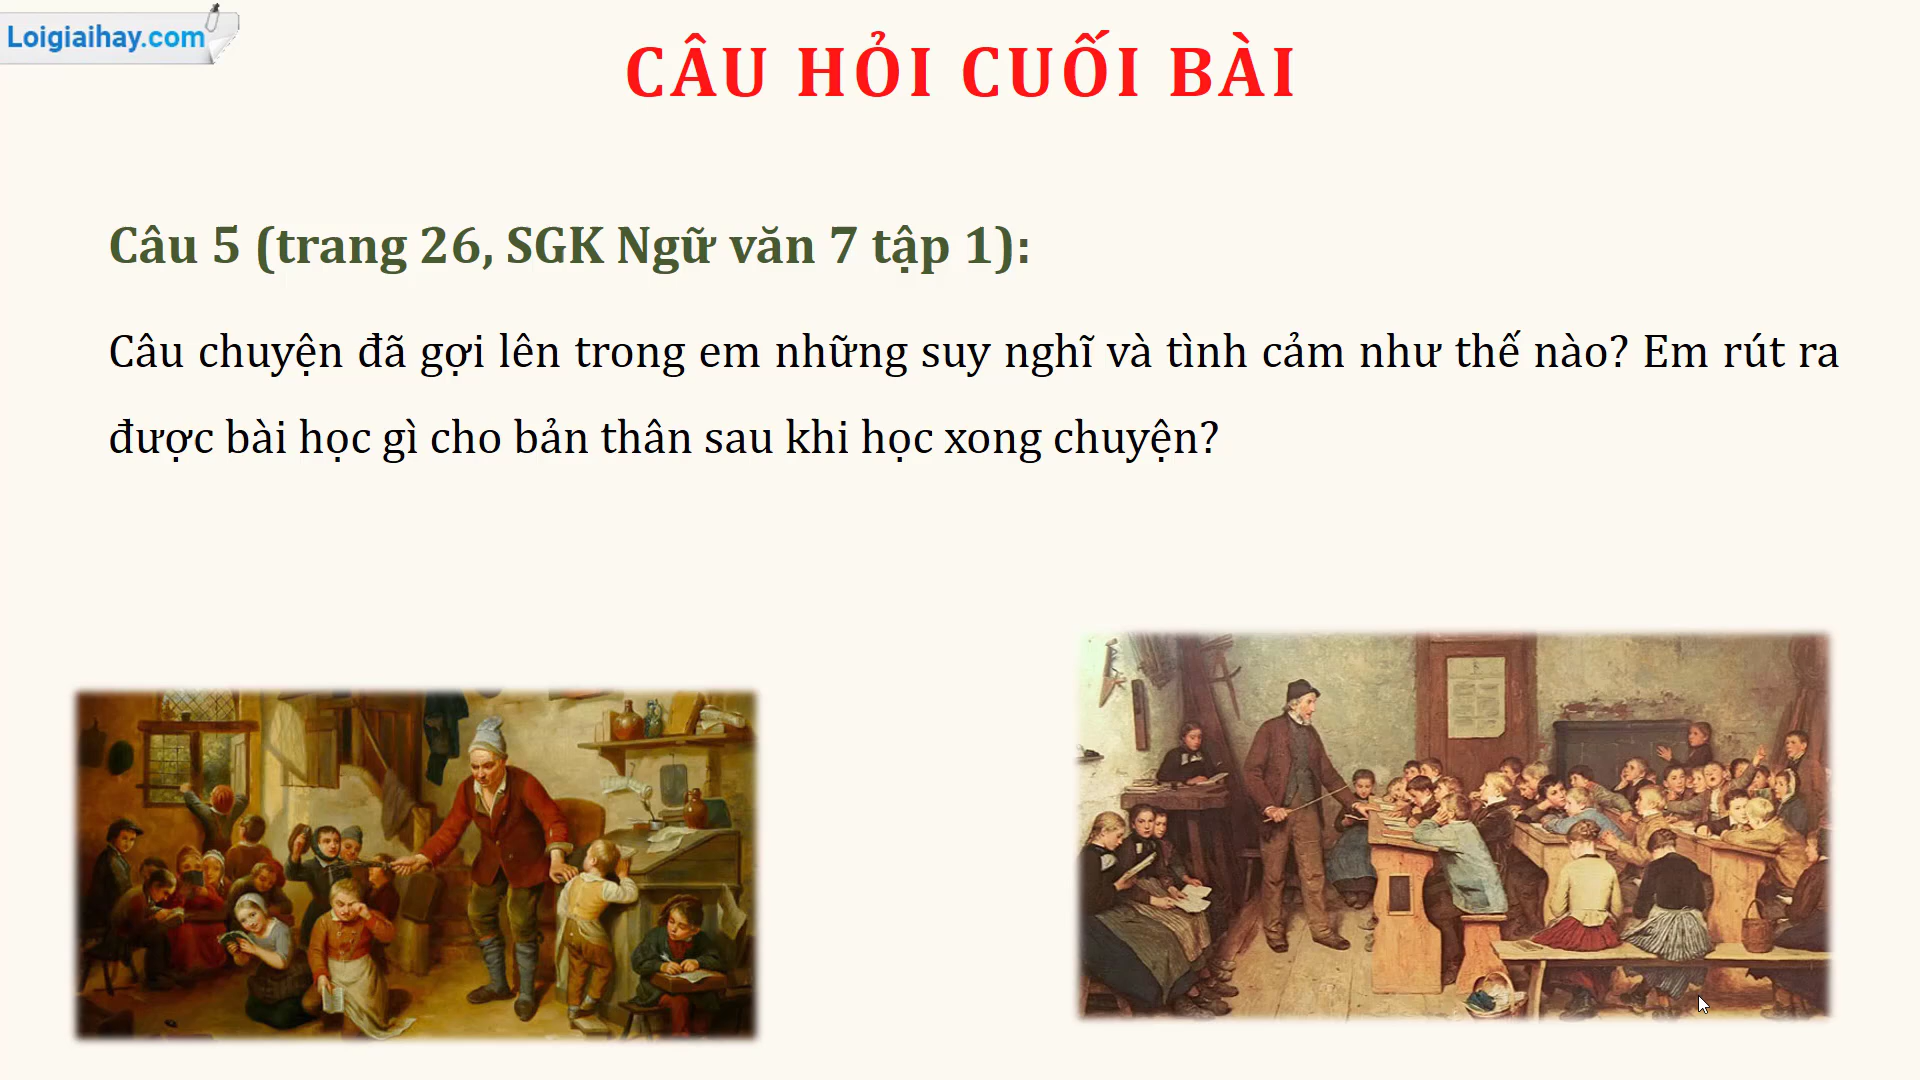 Loigiaihay.com
CÂU HỎI CUỐI BÀI
Câu 5 (trang 26, SGK Ngữ văn 7 tập 1):
Câu chuyện đã gợi lên trong em những suy nghĩ và tình cảm như thế nào? Em rút ra
được bài học gì cho bản thân sau khi học xong chuyện?